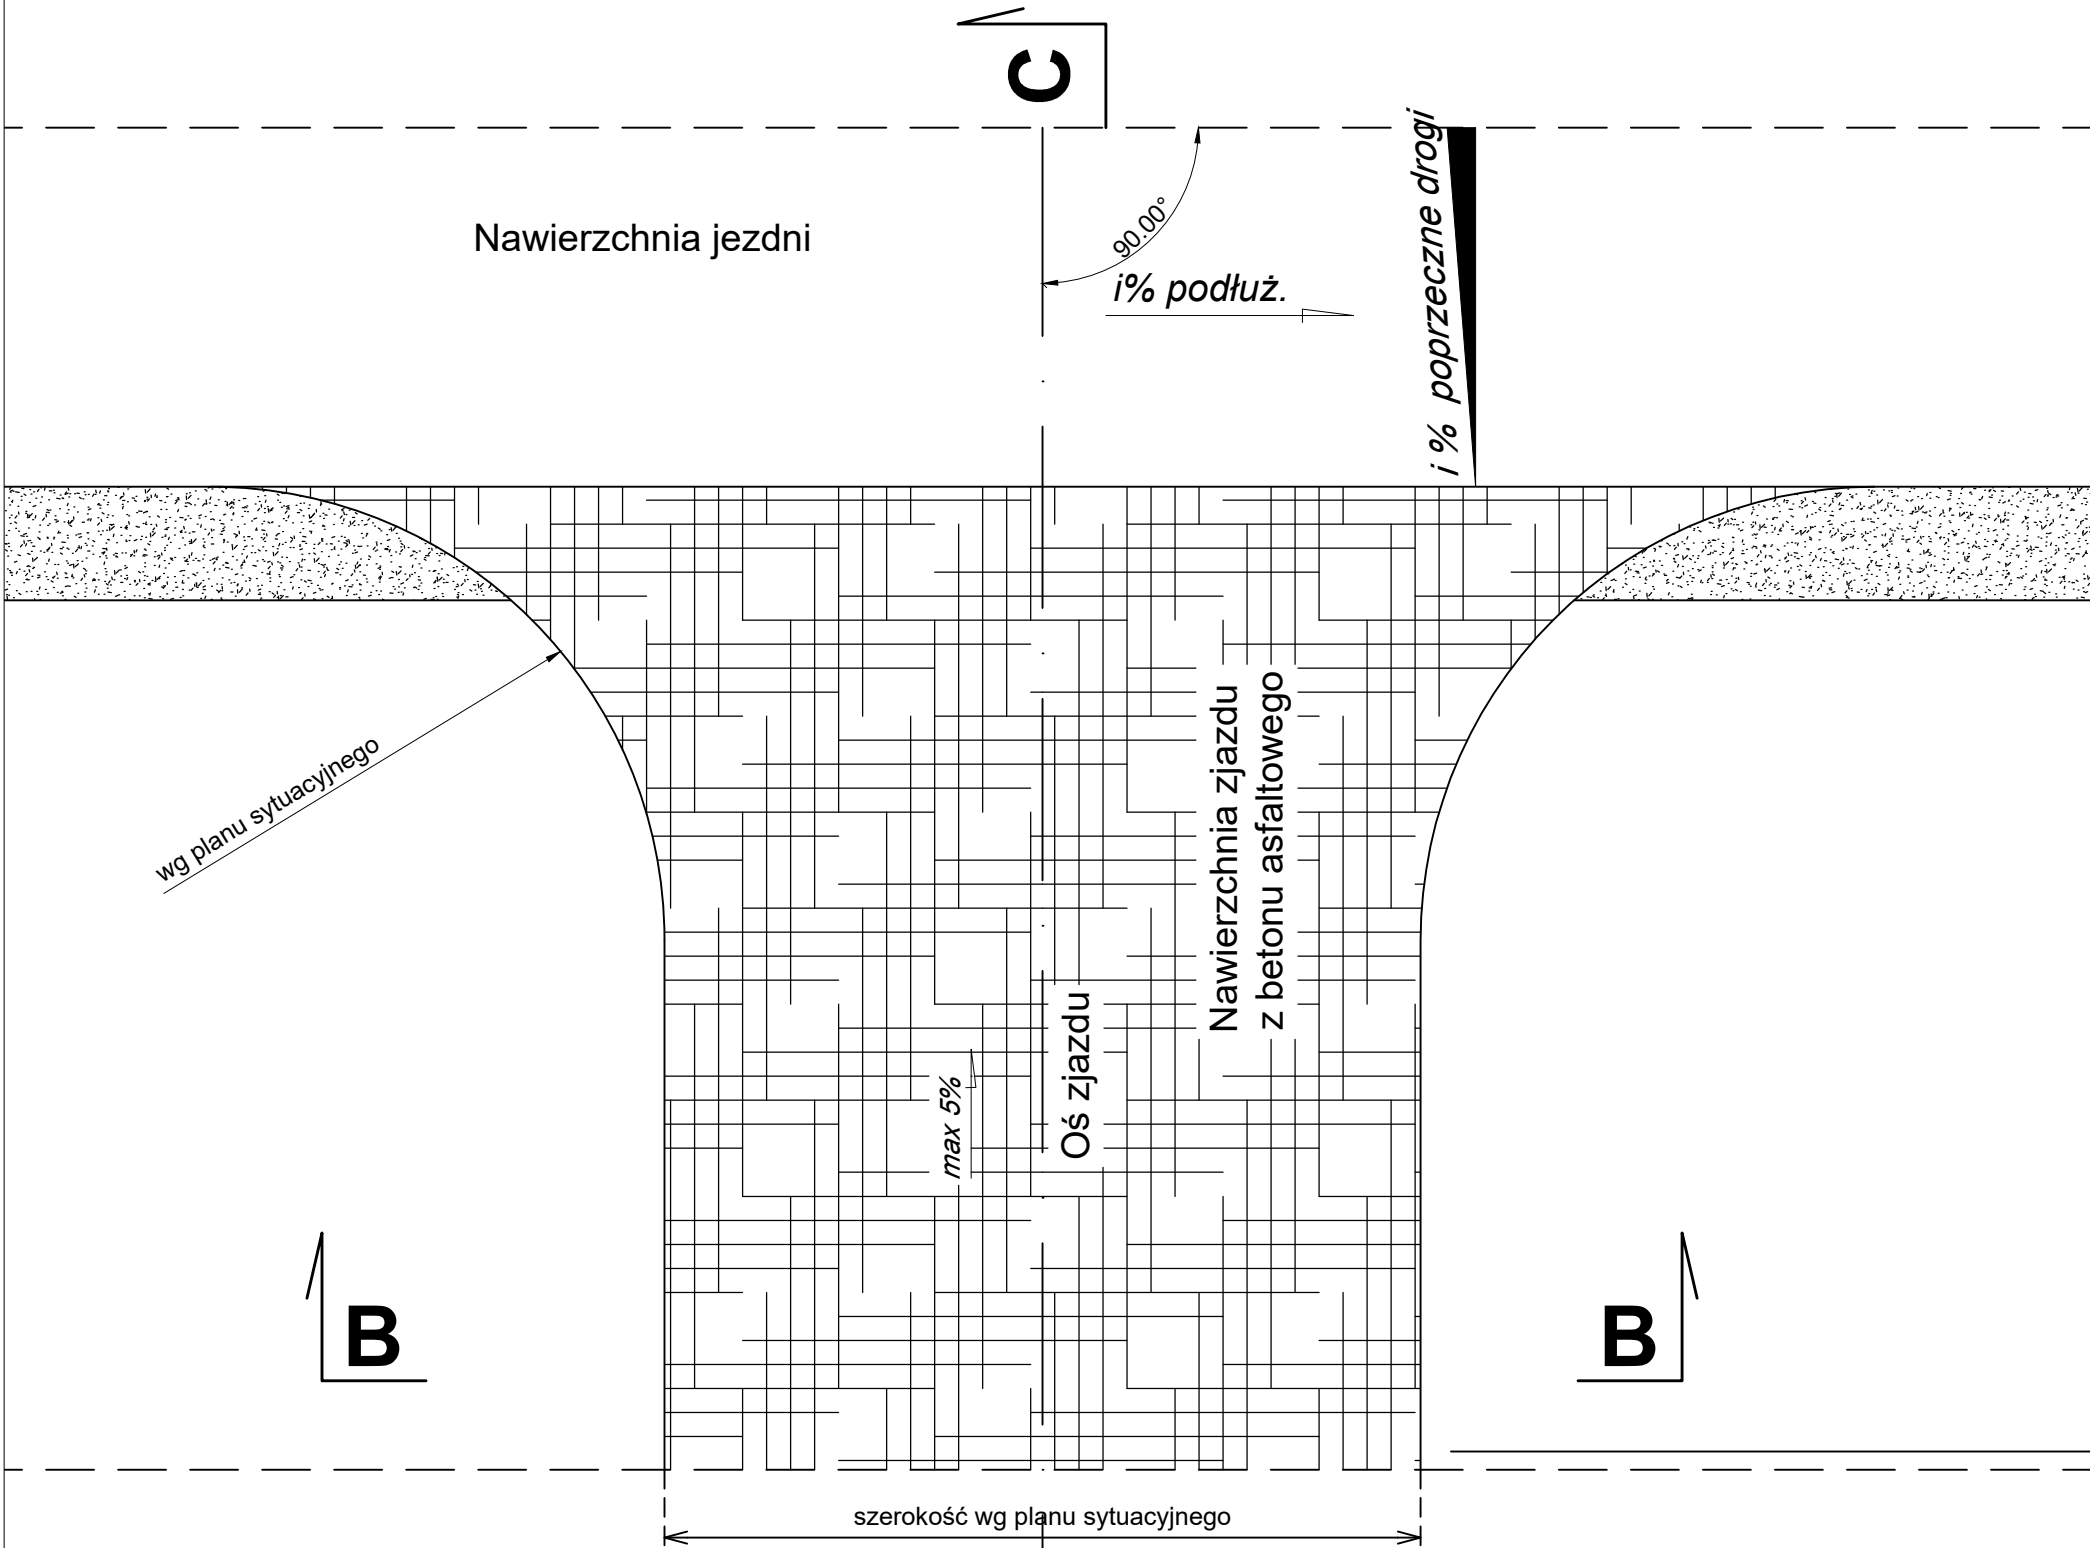 C
Nawierzchnia jezdni
90.00°
i% podłuż.
i % poprzeczne drogi
wg planu sytuacyjnego
Nawierzchnia zjazdu
z betonu asfaltowego
Oś zjazdu
max 5%
B
B
szerokość wg planu sytuacyjnego